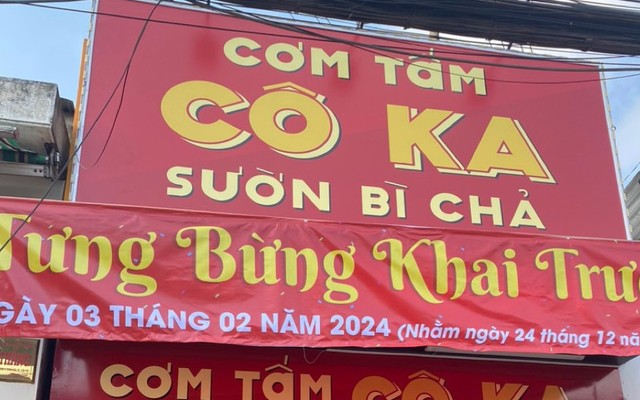 CƠM TẤM
CÔ KA
SƯỜN BÌ CHẢ
Tưng Bừng Khai Trư
GÀY 03 THÁNG 02 NĂM 2024 (Nhằm ngày 24 tháng 12 nă
CƠM TẤM CÔ KA